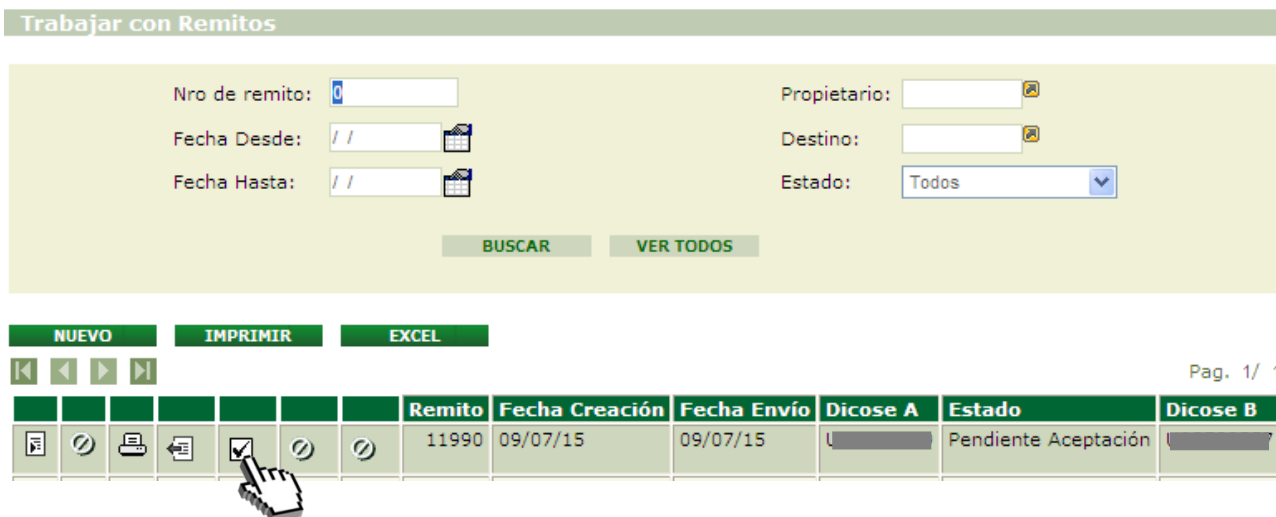 Trabajar con Remitos
Nro de remito: 0 Propietario:
Fecha Desde: / / Destino:
Fecha Hasta: / / Estado: Todos
BUSCAR VER TODOS
NUEVO IMPRIMIR EXCEL
Pag. 1/ 1
Remito Fecha Creación Fecha Envío Dicose A Estado Dicose B
11990 09/07/15 09/07/15 Pendiente Aceptación